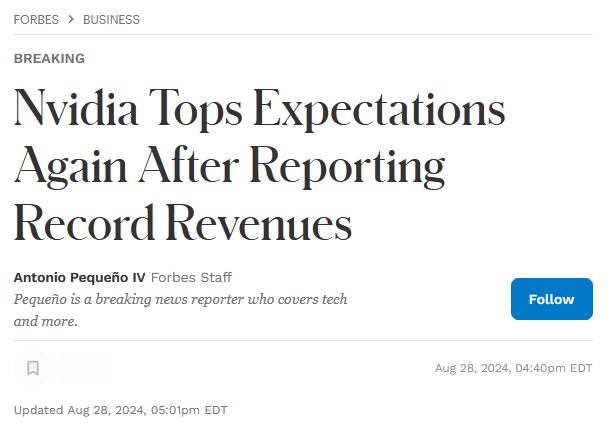 FORBES > BUSINESS
BREAKING
Nvidia Tops Expectations
Again After Reporting
Record Revenues
Antonio Pequeño IV Forbes Staff
Pequeño is a breaking news reporter who covers tech
and more.
Follow
Aug 28, 2024, 04:40pm EDT
Updated Aug 28, 2024, 05:01pm EDT